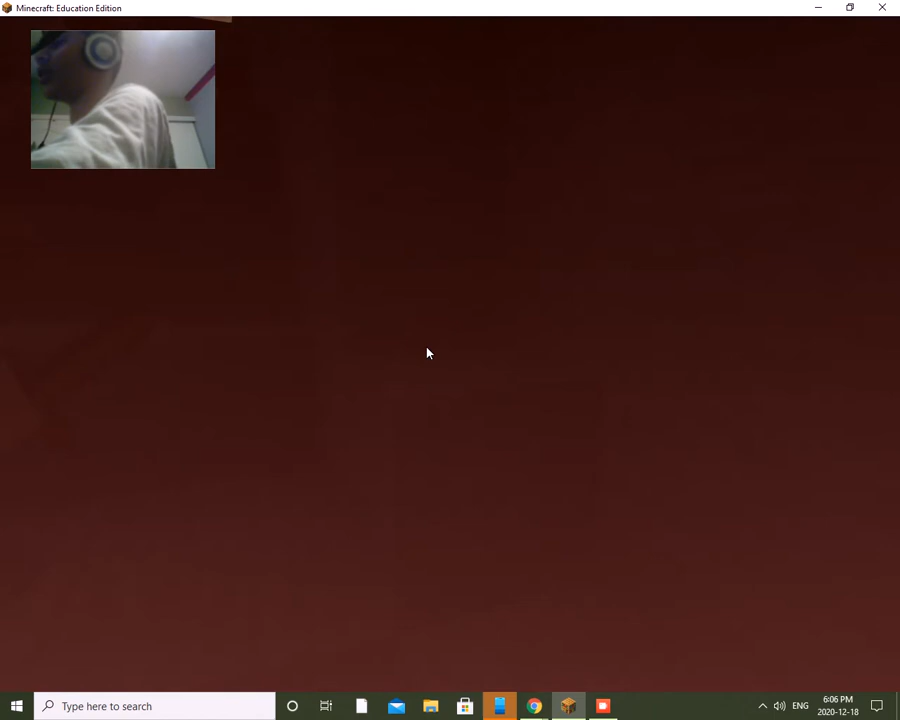 Minecraft: Education Edition
Type here to search
ENG
6:06 PM
2020-12-18